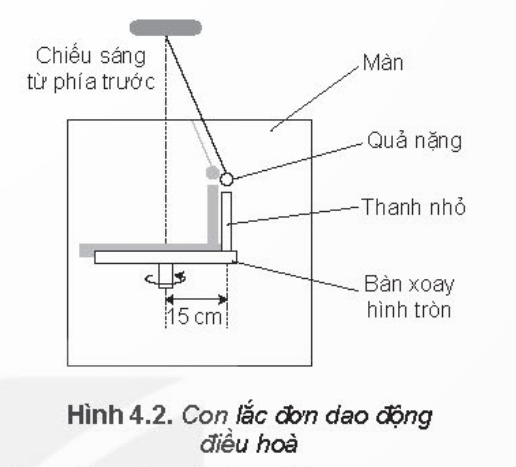 Chiếu sáng
từ phía trước
Màn
Quả nặng
Thanh nhỏ
Bàn xoay
hình tròn
15 cm
Hình 4.2. Con lắc đơn dao động
điều hoà